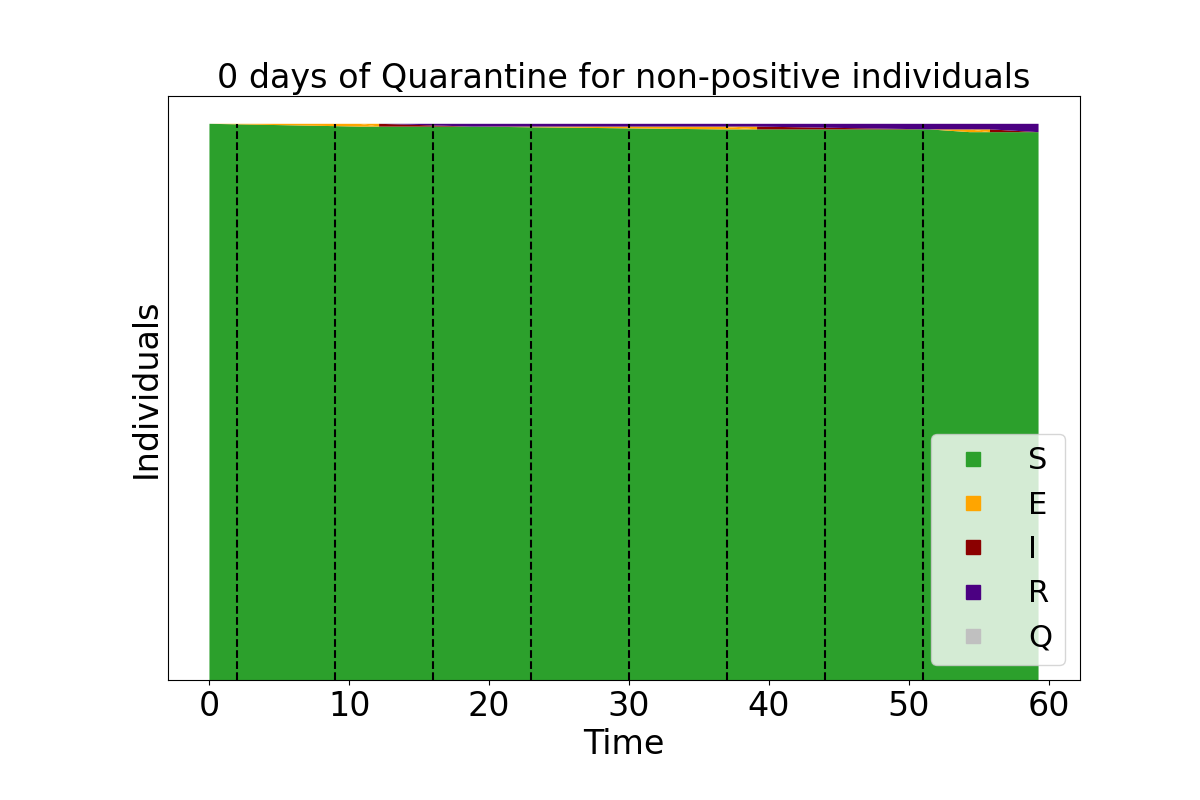 0 days of Quarantine for non-positive individuals
Individuals
S
E
I
R
Q
0 10 20 30 40 50 60
Time